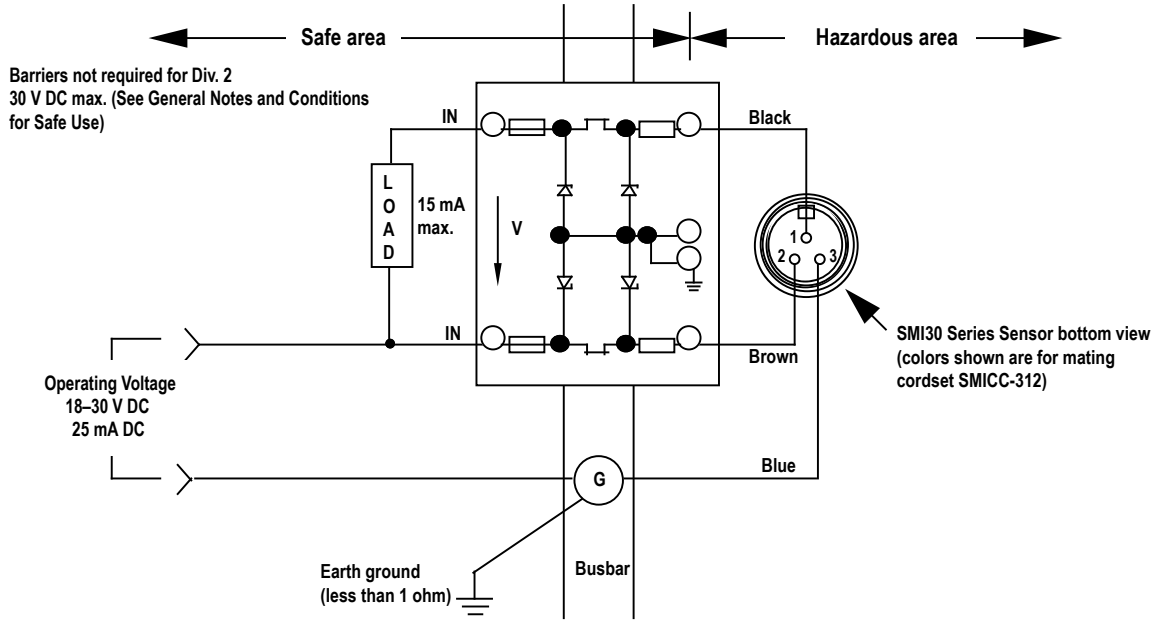 Safe area
Hazardous area
Barriers not required for Div. 2
30 V DC max. (See General Notes and Conditions
for Safe Use)
IN
Black
L
O
A
D
15 mA
max.
V
1
2
3
IN
Brown
SMI30 Series Sensor bottom view
(colors shown are for mating
cordset SMICC-312)
Operating Voltage
18–30 V DC
25 mA DC
Blue
G
Earth ground
(less than 1 ohm)
Busbar